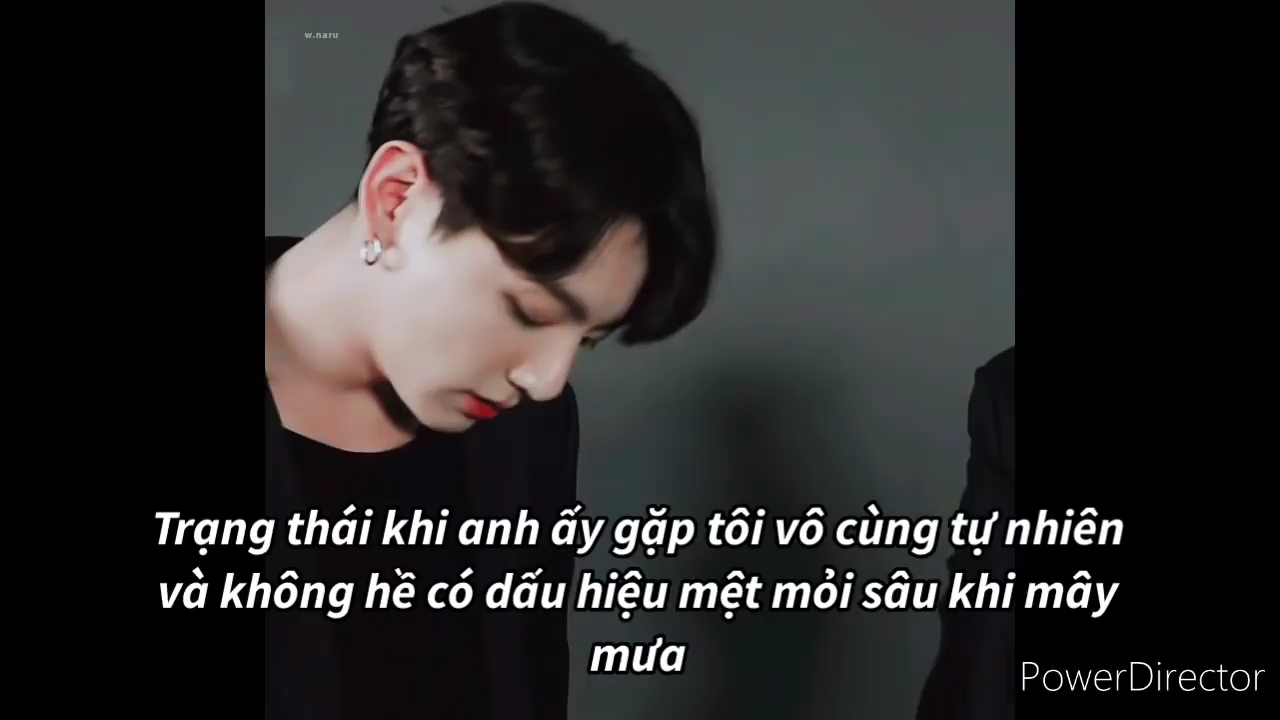 w.naru
Trạng thái khi anh ấy gặp tôi vô cùng tự nhiên
và không hề có dấu hiệu mệt mỏi sâu khi mây
mưa
PowerDirector